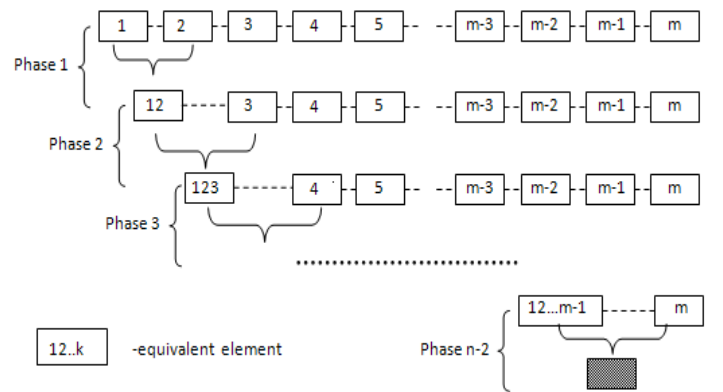 1 2 3 4 5 m-3 m-2 m-1 m
Phase 1
12 3 4 5 m-3 m-2 m-1 m
Phase 2
123 4 5 m-3 m-2 m-1 m
Phase 3
12...m-1 m
12..k -equivalent element Phase n-2